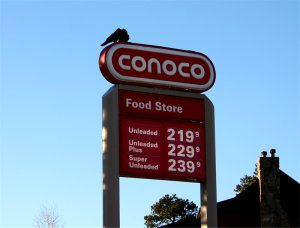 CONOCO
Food Store
Unleaded 219 9
Unleaded Plus 229 9
Super Unleaded 239 9